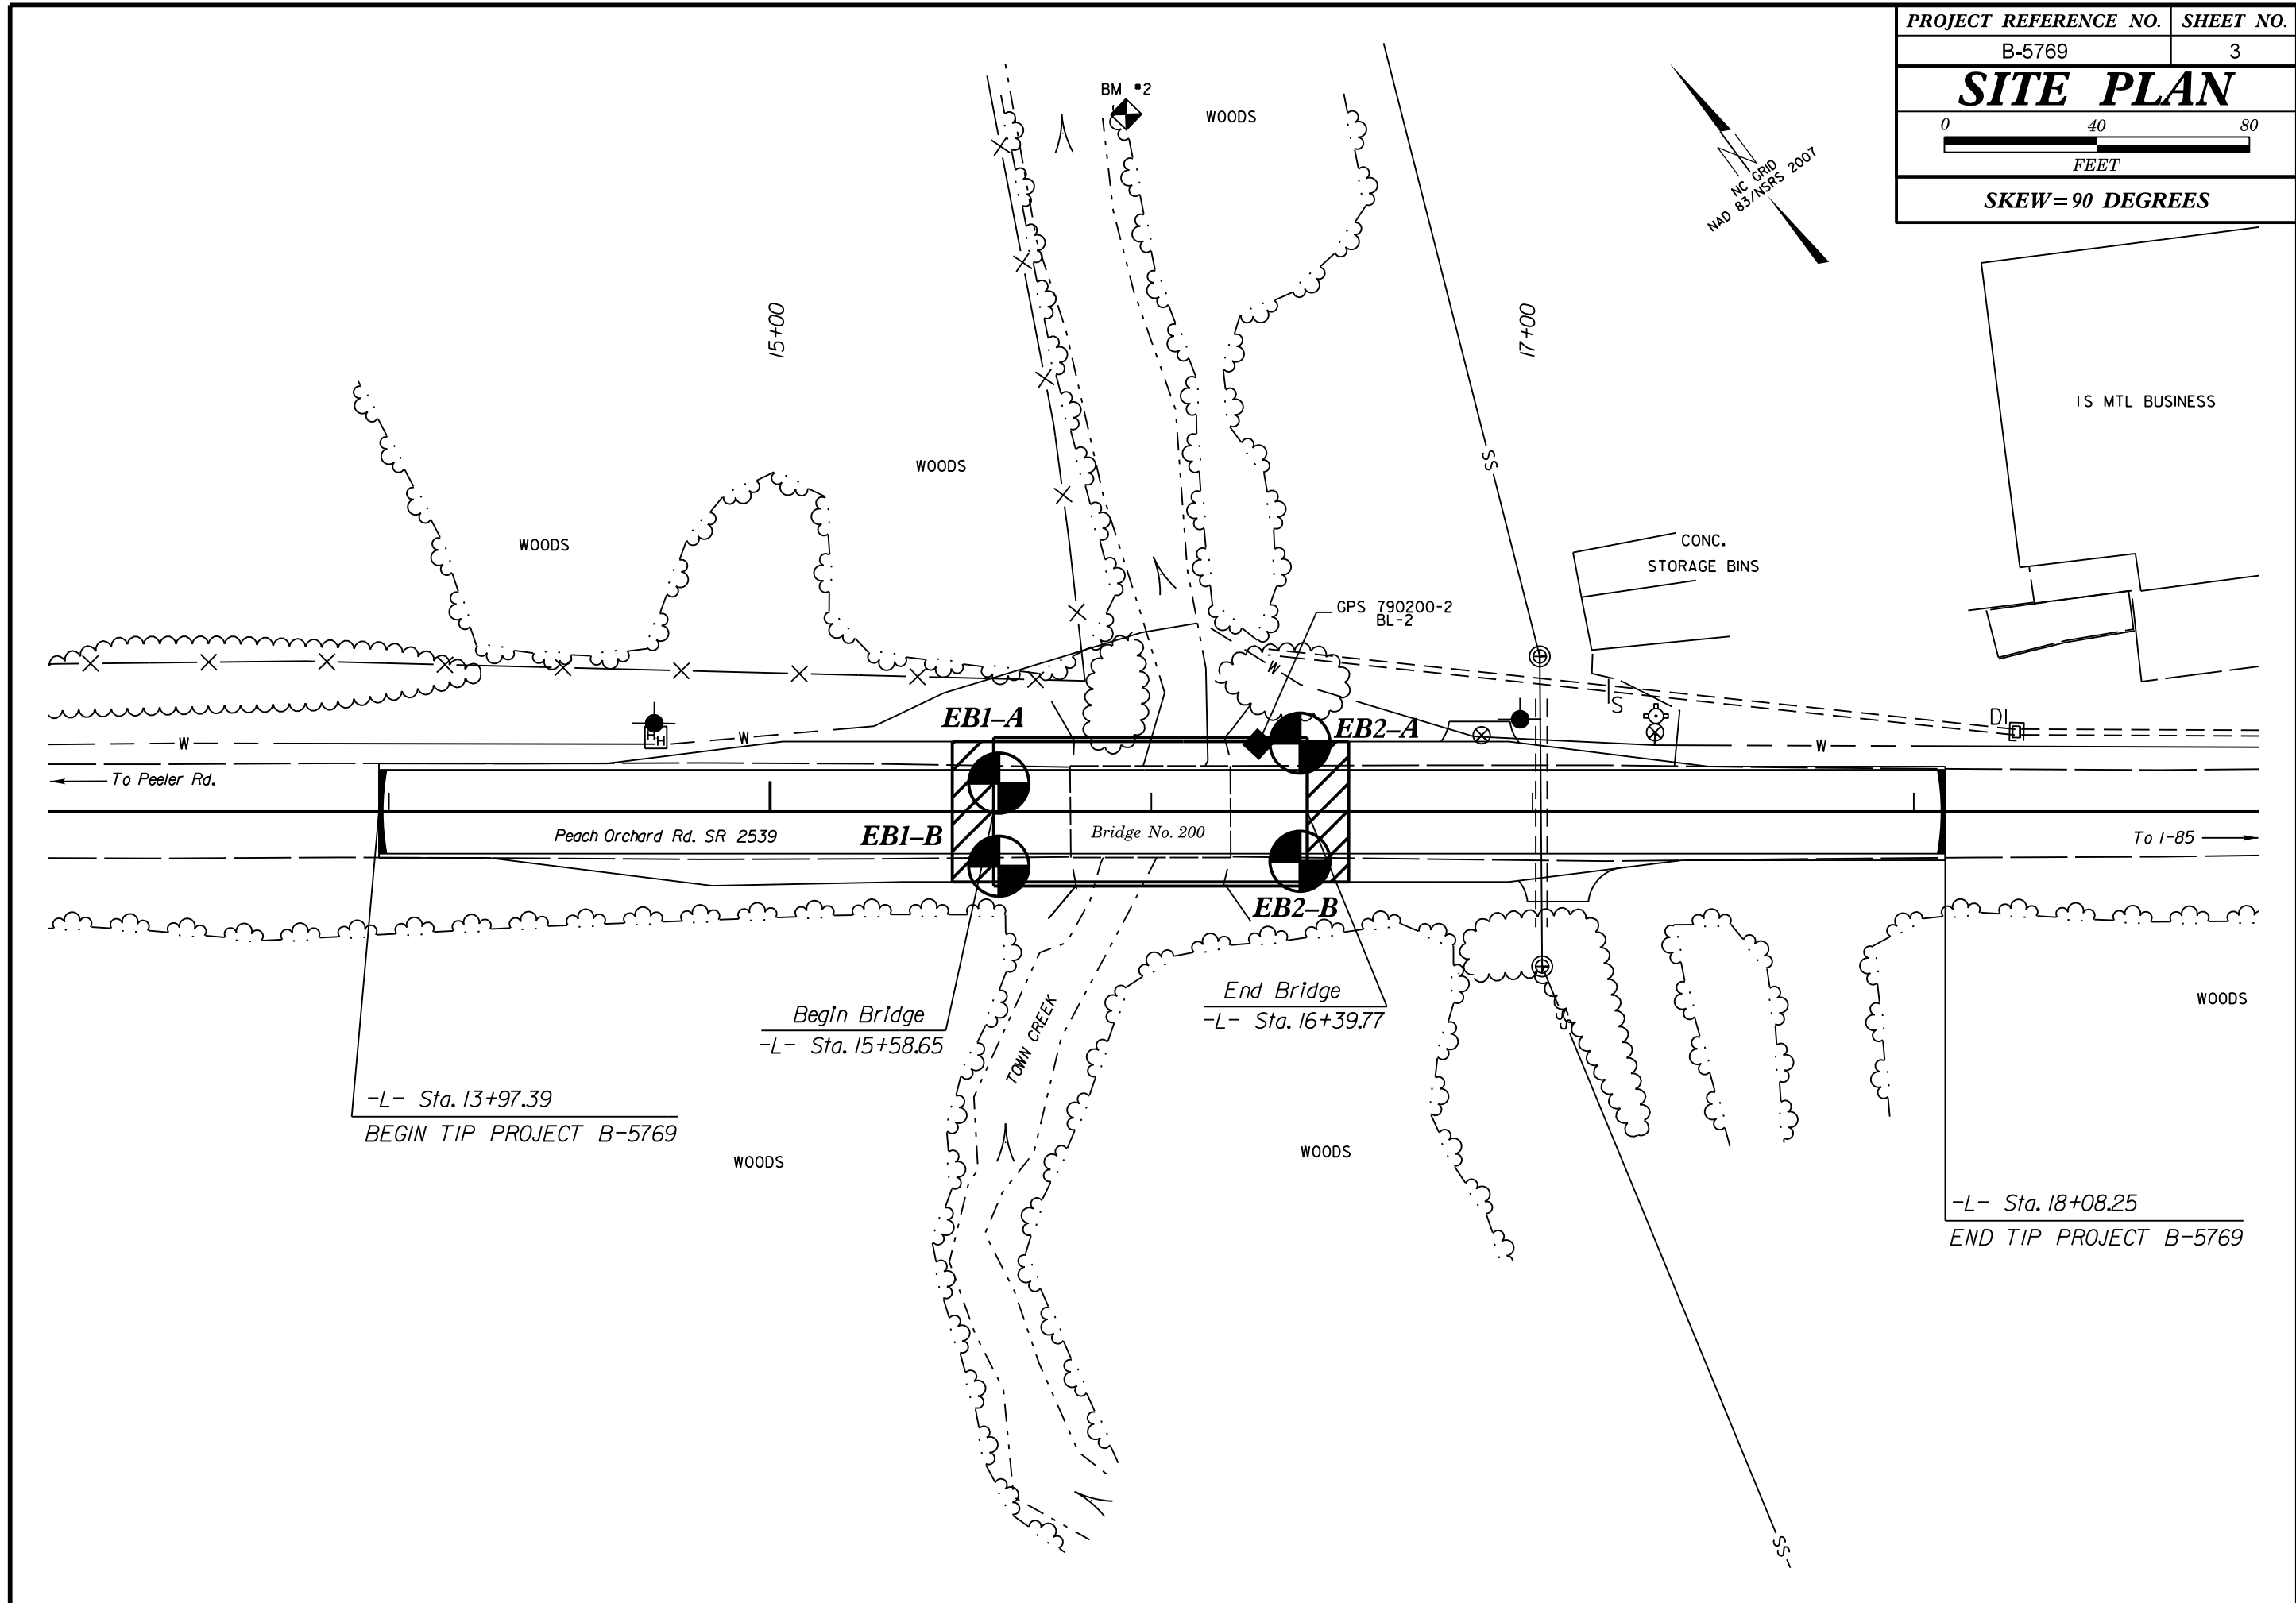 PROJECT REFERENCE NO. SHEET NO.
B-5769 3
SITE PLAN
0 40 80
FEET
SKEW = 90 DEGREES
BM #2
WOODS
NC GRID
NAD 83/NSRS 2007
15+00
17+00
IS MTL BUSINESS
WOODS
SS
WOODS
CONC.
STORAGE BINS
GPS 790200-2
BL-2
W
S
EB1-A
EB2-A
DI
H
H
W
W
W
To Peeler Rd.
Peach Orchard Rd. SR 2539
EB1-B
Bridge No. 200
To I-85
EB2-B
End Bridge
-L- Sta. 16+39.77
WOODS
Begin Bridge
-L- Sta. 15+58.65
SS
TOWN CREEK
-L- Sta. 13+97.39
BEGIN TIP PROJECT B-5769
WOODS
WOODS
-L- Sta. 18+08.25
END TIP PROJECT B-5769
SS